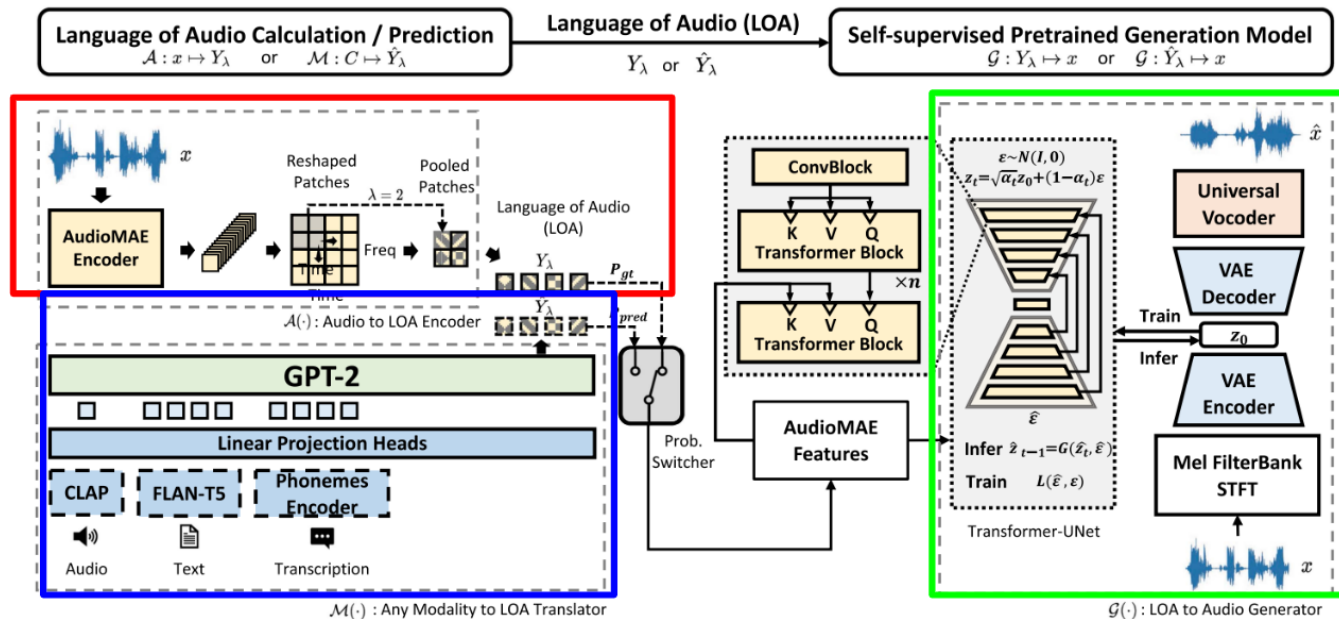 Language of Audio Calculation / Prediction
𝒜 : x ↦ Y_λ or ℳ : C ↦ Ŷ_λ
Language of Audio (LOA)
Y_λ or Ŷ_λ
Self-supervised Pretrained Generation Model
𝒢 : Y_λ ↦ x or 𝒢 : Ŷ_λ ↦ x
x
AudioMAE
Encoder
Reshaped
Patches
λ = 2
Time
Time
Freq
Pooled
Patches
Language of Audio
(LOA)
Y_λ
P_gt
𝒜(·) : Audio to LOA Encoder
Ŷ_λ
P_pred
GPT-2
Linear Projection Heads
CLAP
FLAN-T5
Phonemes
Encoder
Audio
Text
Transcription
ℳ(·) : Any Modality to LOA Translator
Prob.
Switcher
ConvBlock
K V Q
Transformer Block
×n
K V Q
Transformer Block
AudioMAE
Features
ε~N(I, 0)
z_t=√α_t z_0+(1−α_t)ε
ε̂
Infer ẑ_t−1=G(ẑ_t, ε̂)
Train L(ε̂, ε)
Transformer-UNet
Train
Infer
x̂
Universal
Vocoder
VAE
Decoder
z_0
VAE
Encoder
Mel FilterBank
STFT
x
𝒢(·) : LOA to Audio Generator